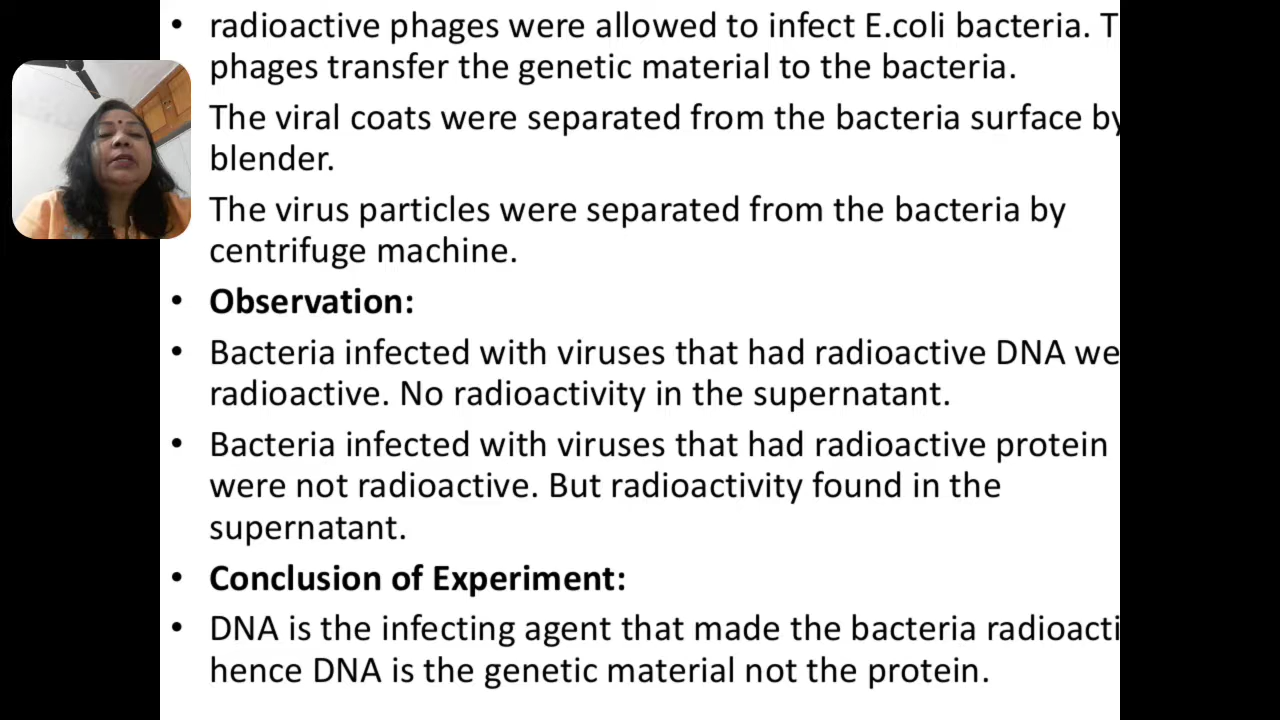 • radioactive phages were allowed to infect E.coli bacteria. T
phages transfer the genetic material to the bacteria.
The viral coats were separated from the bacteria surface by
blender.
The virus particles were separated from the bacteria by
centrifuge machine.
• Observation:
• Bacteria infected with viruses that had radioactive DNA we
radioactive. No radioactivity in the supernatant.
• Bacteria infected with viruses that had radioactive protein
were not radioactive. But radioactivity found in the
supernatant.
• Conclusion of Experiment:
• DNA is the infecting agent that made the bacteria radioacti
hence DNA is the genetic material not the protein.